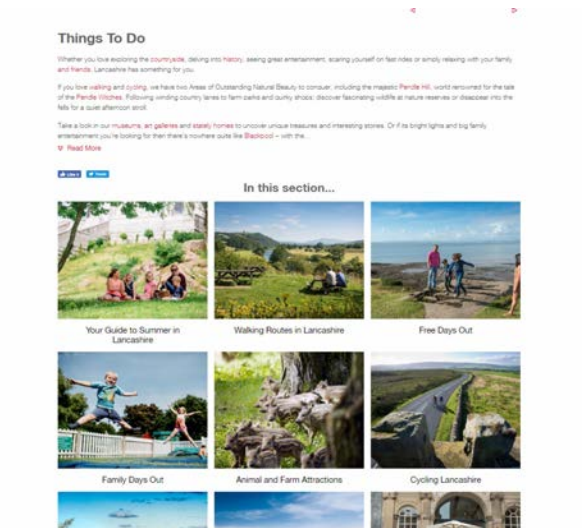 Things To Do
Whether you love exploring the countryside, delving into history, seeing great entertainment, scaring yourself on fast rides or simply relaxing with your family
and friends. Lancashire has something for you.
If you love walking and cycling, we have two Areas of Outstanding Natural Beauty to conquer, including the majestic Pendle Hill, world renowned for the tale
of the Pendle Witches. Following winding country lanes to farm parks and quirky shops; discover fascinating wildlife at nature reserves or disappear into the
fells for a quiet afternoon stroll.
Take a look in our museums, art galleries and stately homes to uncover unique treasures and interesting stories. Or if its bright lights and big family
entertainment you're looking for then there's nowhere quite like Blackpool – with the...
Read More
Like Tweet
In this section...
Your Guide to Summer in
Lancashire
Walking Routes in Lancashire
Free Days Out
Family Days Out
Animal and Farm Attractions
Cycling Lancashire